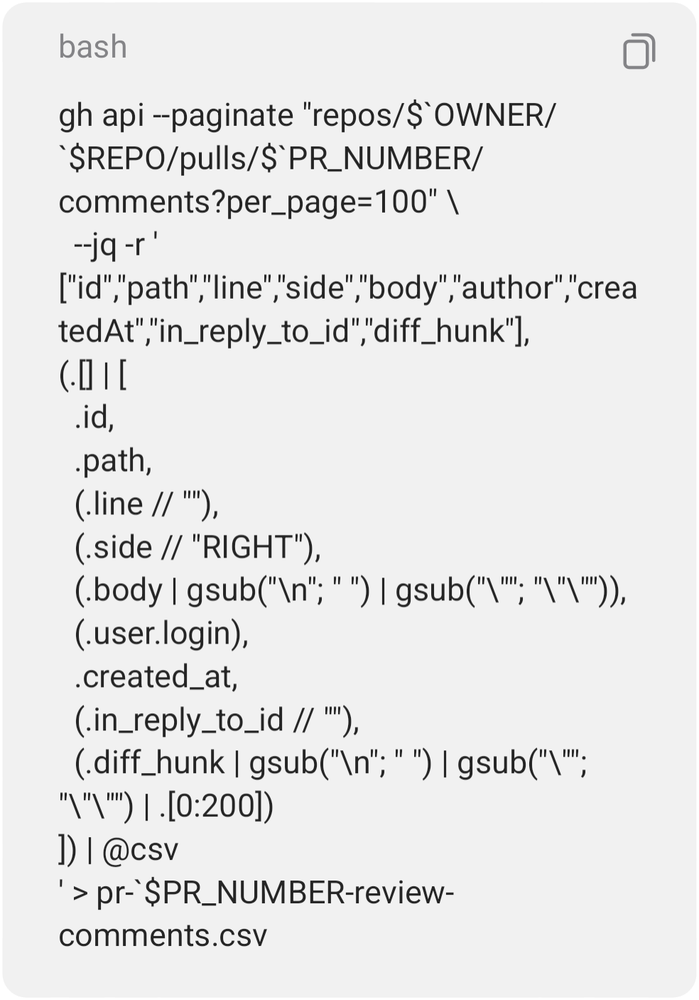 bash
gh api --paginate "repos/$`OWNER/
`$REPO/pulls/$`PR_NUMBER/
comments?per_page=100" \
  --jq -r '
["id","path","line","side","body","author","crea
tedAt","in_reply_to_id","diff_hunk"],
(.[] | [
  .id,
  .path,
  (.line // ""),
  (.side // "RIGHT"),
  (.body | gsub("\n"; " ") | gsub("\""; "\"\"")),
  (.user.login),
  .created_at,
  (.in_reply_to_id // ""),
  (.diff_hunk | gsub("\n"; " ") | gsub("\"";
"\"\"") | .[0:200])
]) | @csv
' > pr-`$PR_NUMBER-review-
comments.csv